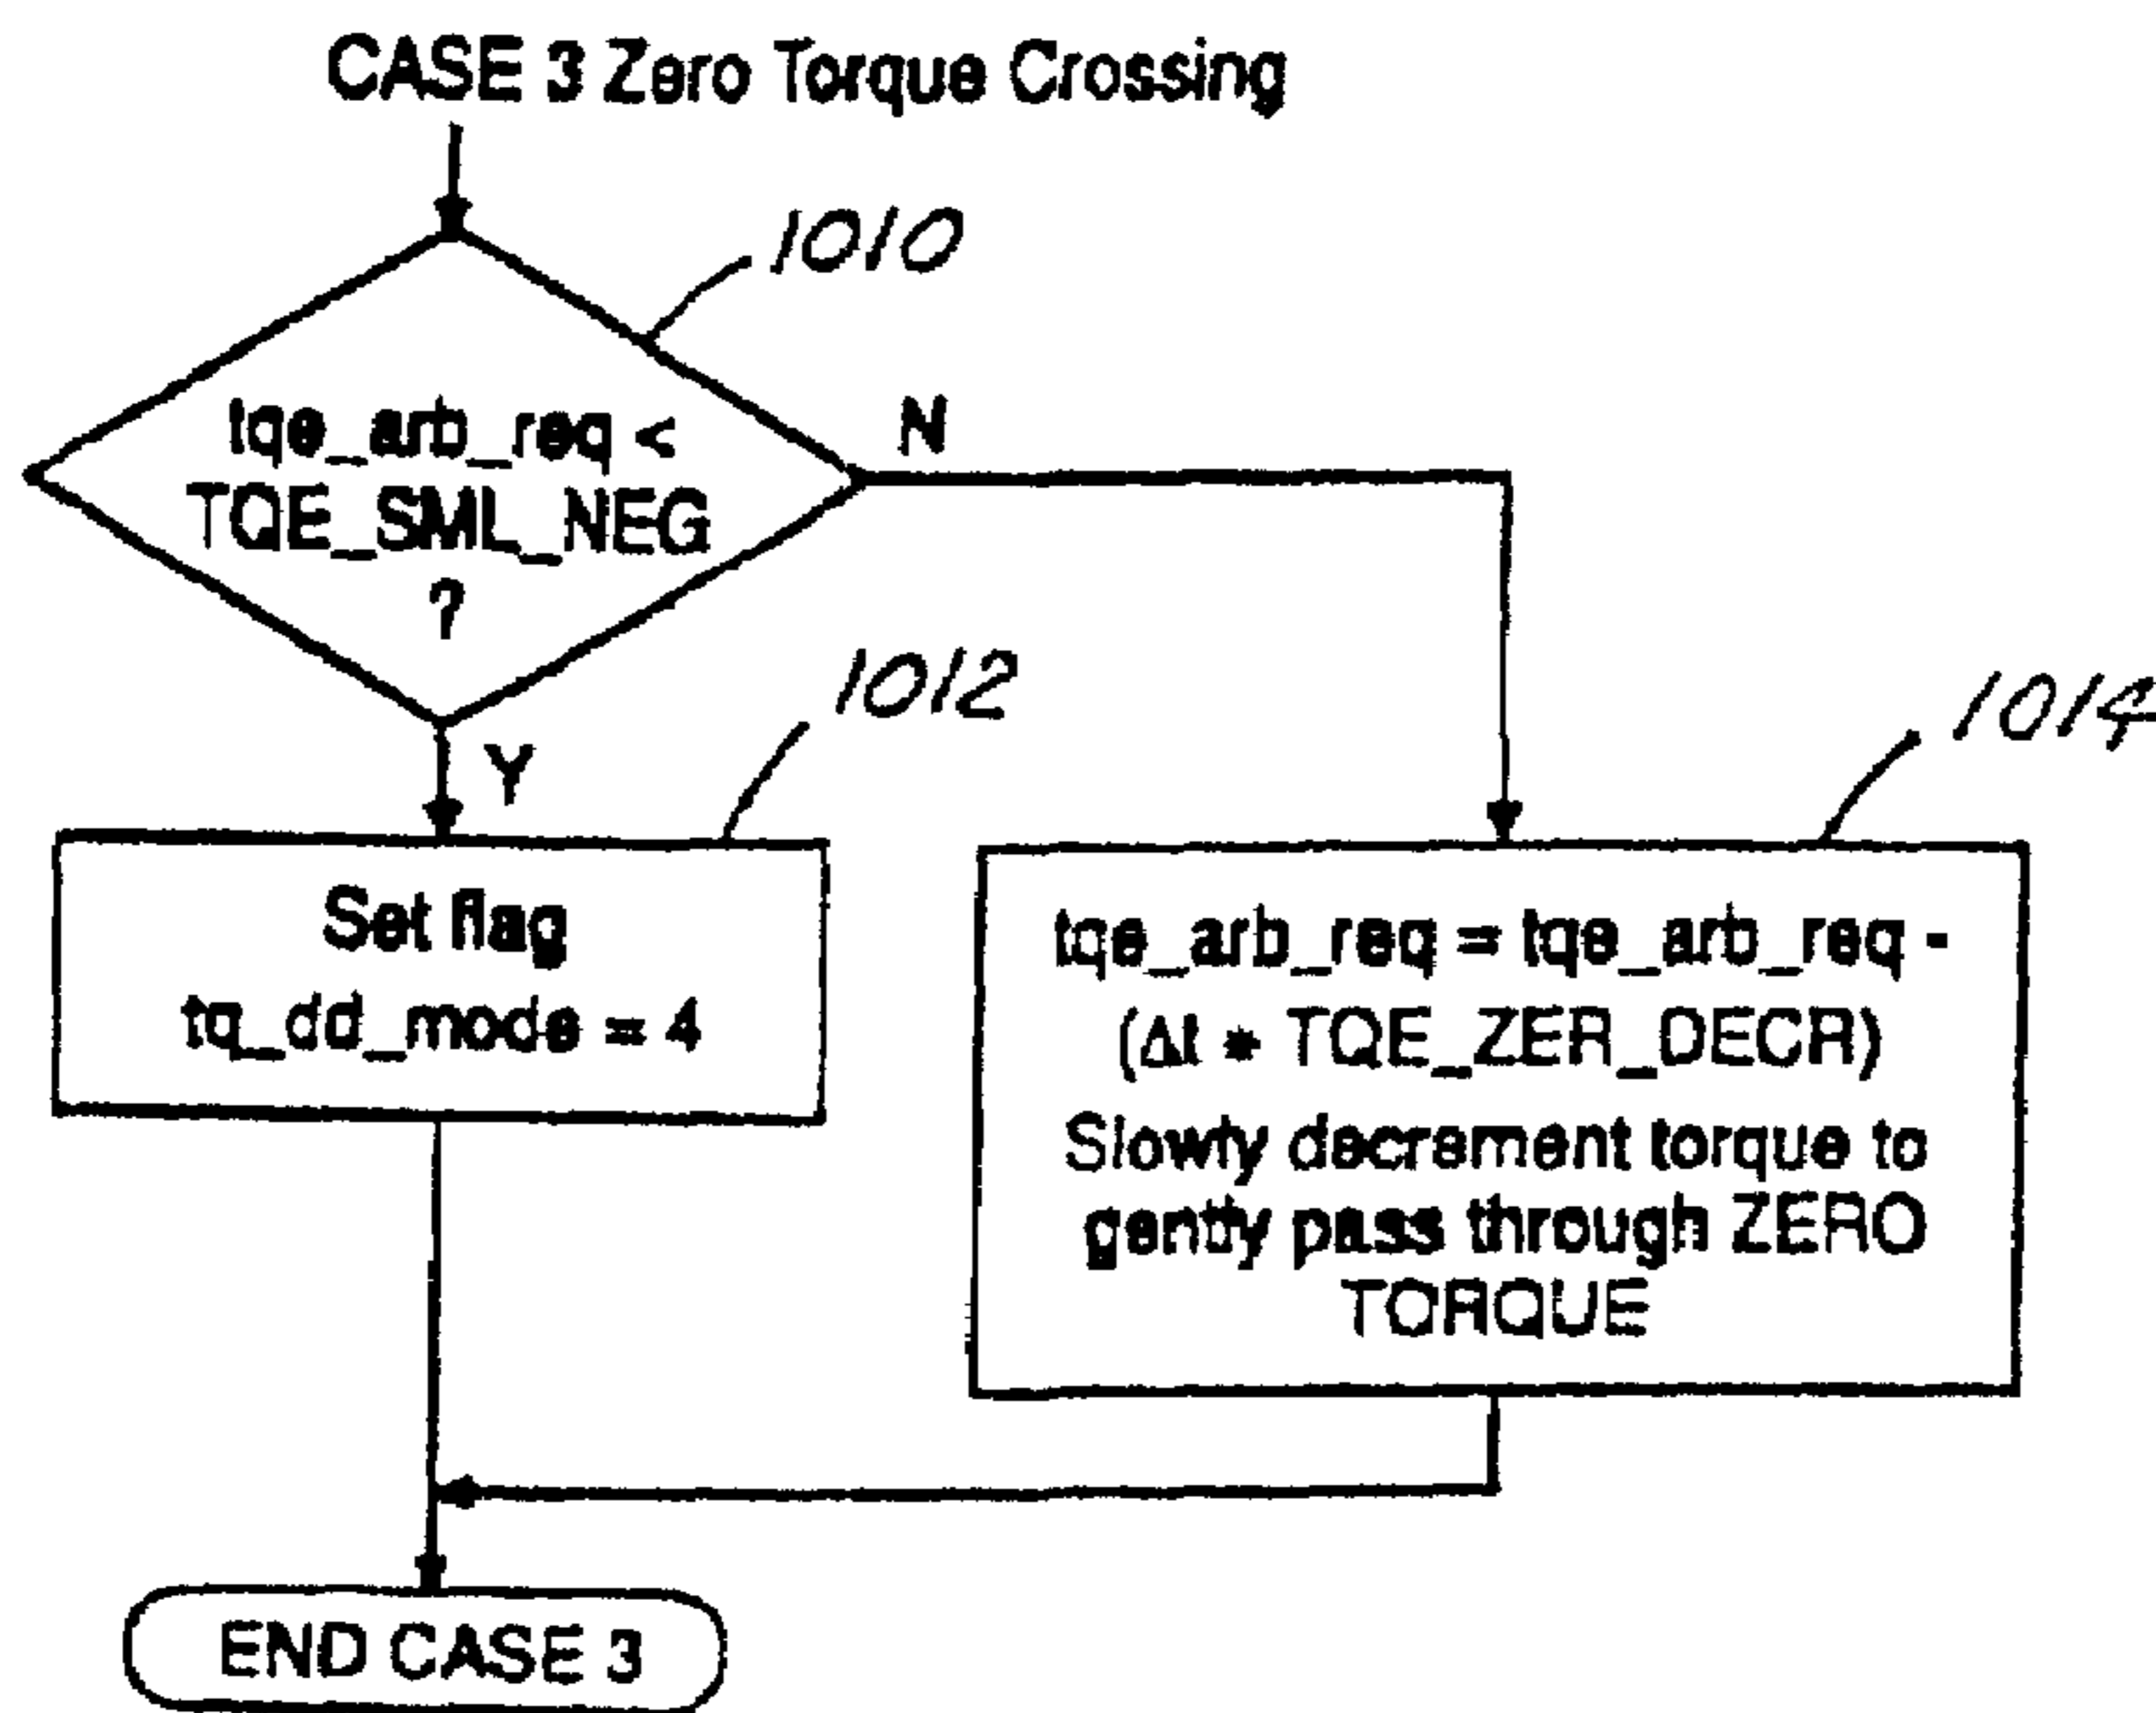 CASE 3 Zero Torque Crossing
1010
tqe_arb_req <
TQE_SML_NEG
?
N
Y
1012
1014
Set flag
tq_dd_mode = 4
tqe_arb_req = tqe_arb_req -
(Δt * TQE_ZER_DECR)
Slowly decrement torque to
gently pass through ZERO
TORQUE
END CASE 3